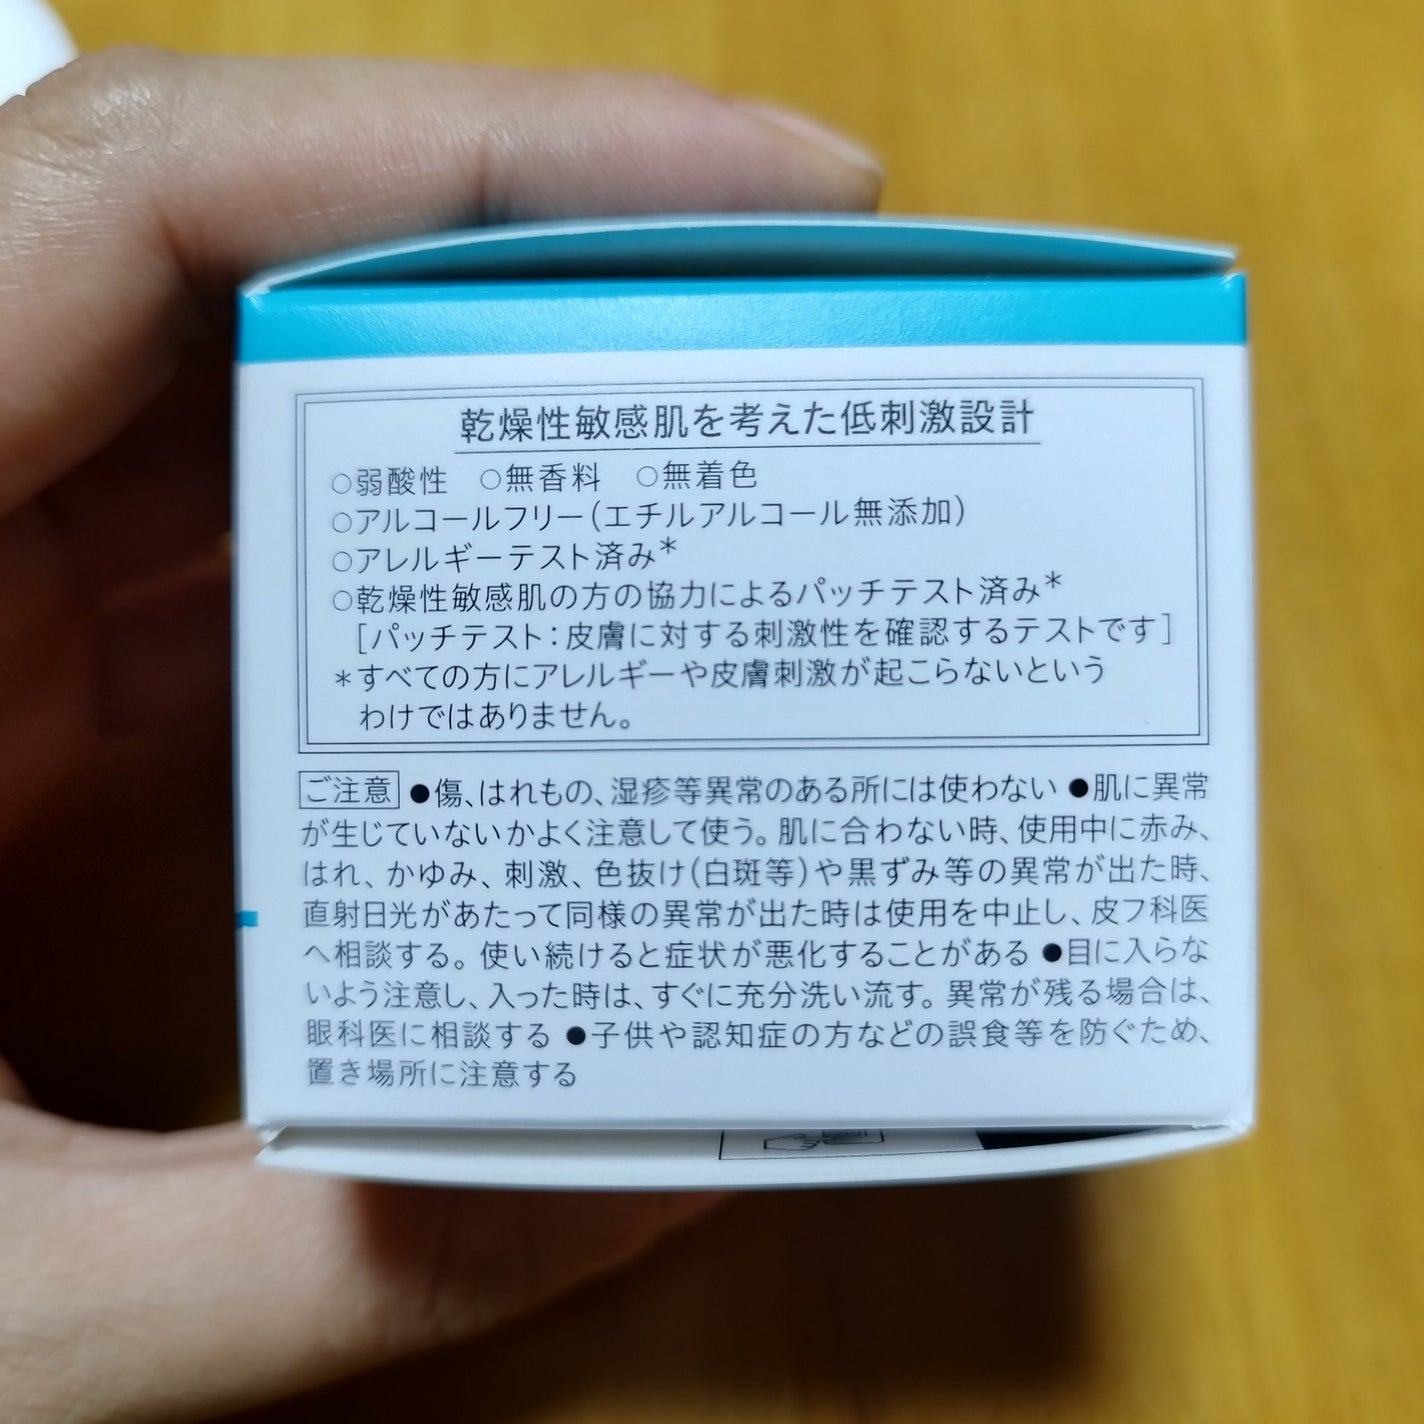 乾燥性敏感肌を考えた低刺激設計
○弱酸性 ○無香料 ○無着色
○アルコールフリー(エチルアルコール無添加)
○アレルギーテスト済み*
○乾燥性敏感肌の方の協力によるパッチテスト済み*
[パッチテスト:皮膚に対する刺激性を確認するテストです]
*すべての方にアレルギーや皮膚刺激が起こらないという
わけではありません。
ご注意 ●傷、はれもの、湿疹等異常のある所には使わない ●肌に異常
が生じていないかよく注意して使う。肌に合わない時、使用中に赤み、
はれ、かゆみ、刺激、色抜け(白斑等)や黒ずみ等の異常が出た時、
直射日光があたって同様の異常が出た時は使用を中止し、皮フ科医
へ相談する。使い続けると症状が悪化することがある ●目に入らな
いよう注意し、入った時は、すぐに充分洗い流す。異常が残る場合は、
眼科医に相談する ●子供や認知症の方などの誤食等を防ぐため、
置き場所に注意する